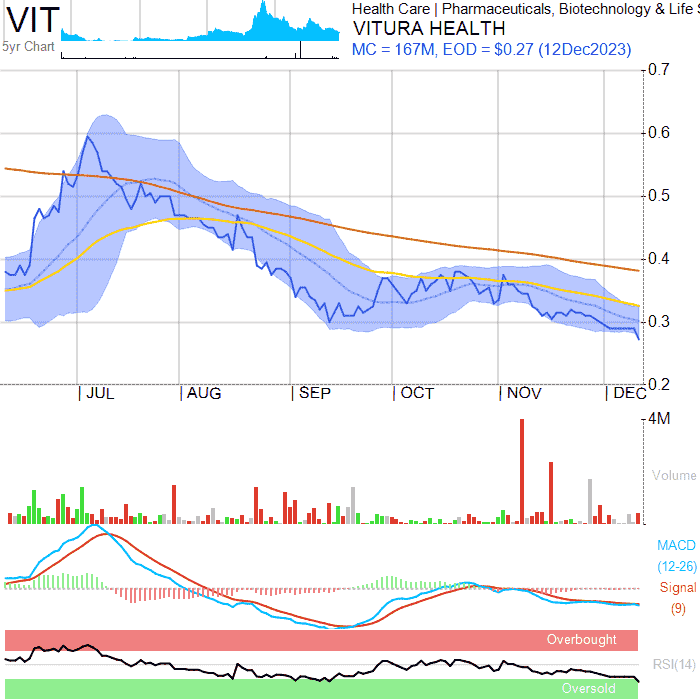 VIT
5yr Chart
Health Care | Pharmaceuticals, Biotechnology & Life
VITURA HEALTH
MC = 167M, EOD = $0.27 (12Dec2023)
0.7
0.6
0.5
0.4
0.3
0.2
JUL AUG SEP OCT NOV DEC
4M
Volume
MACD
(12-26)
Signal
(9)
Overbought
RSI(14)
Oversold